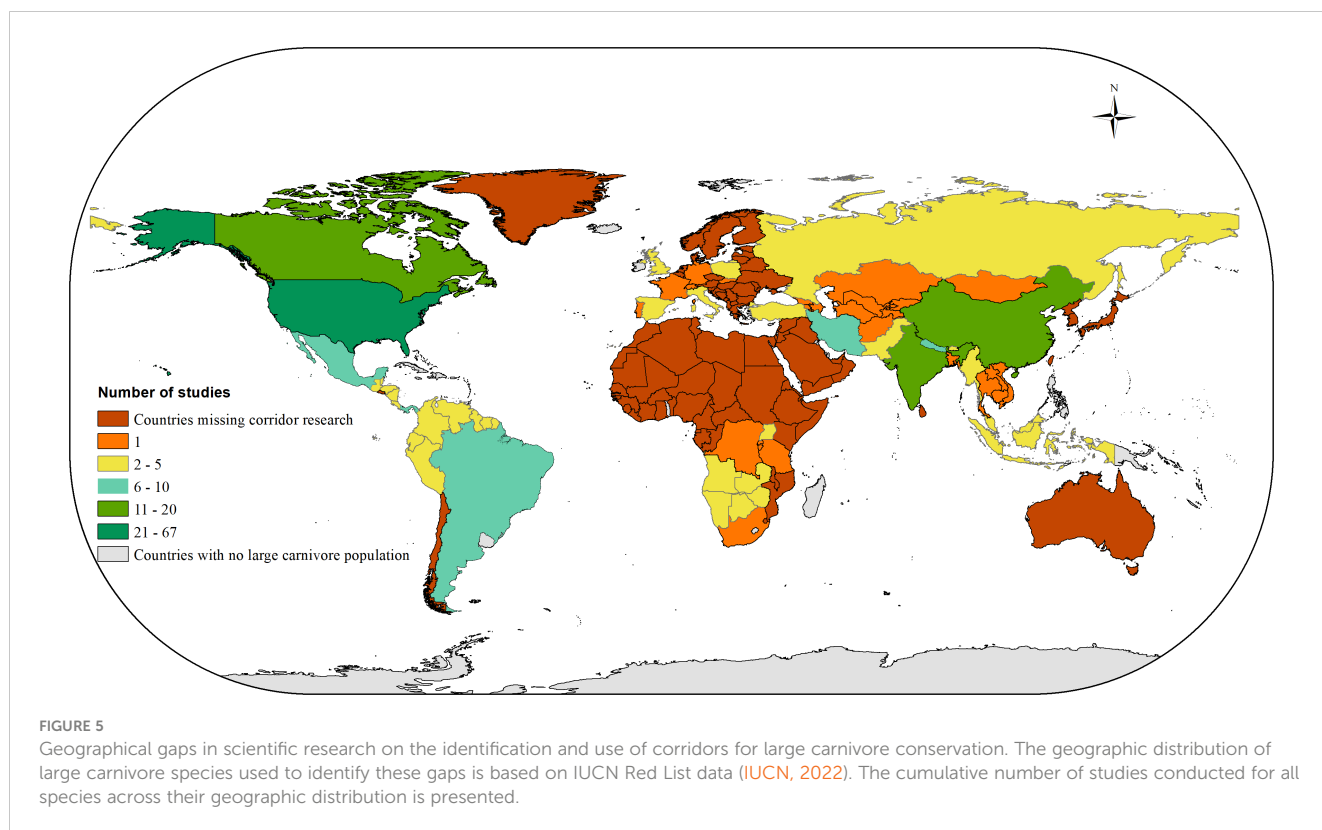 N
Number of studies
Countries missing corridor research
1
2 - 5
6 - 10
11 - 20
21 - 67
Countries with no large carnivore population
FIGURE 5
Geographical gaps in scientific research on the identification and use of corridors for large carnivore conservation. The geographic distribution of
large carnivore species used to identify these gaps is based on IUCN Red List data (IUCN, 2022). The cumulative number of studies conducted for all
species across their geographic distribution is presented.